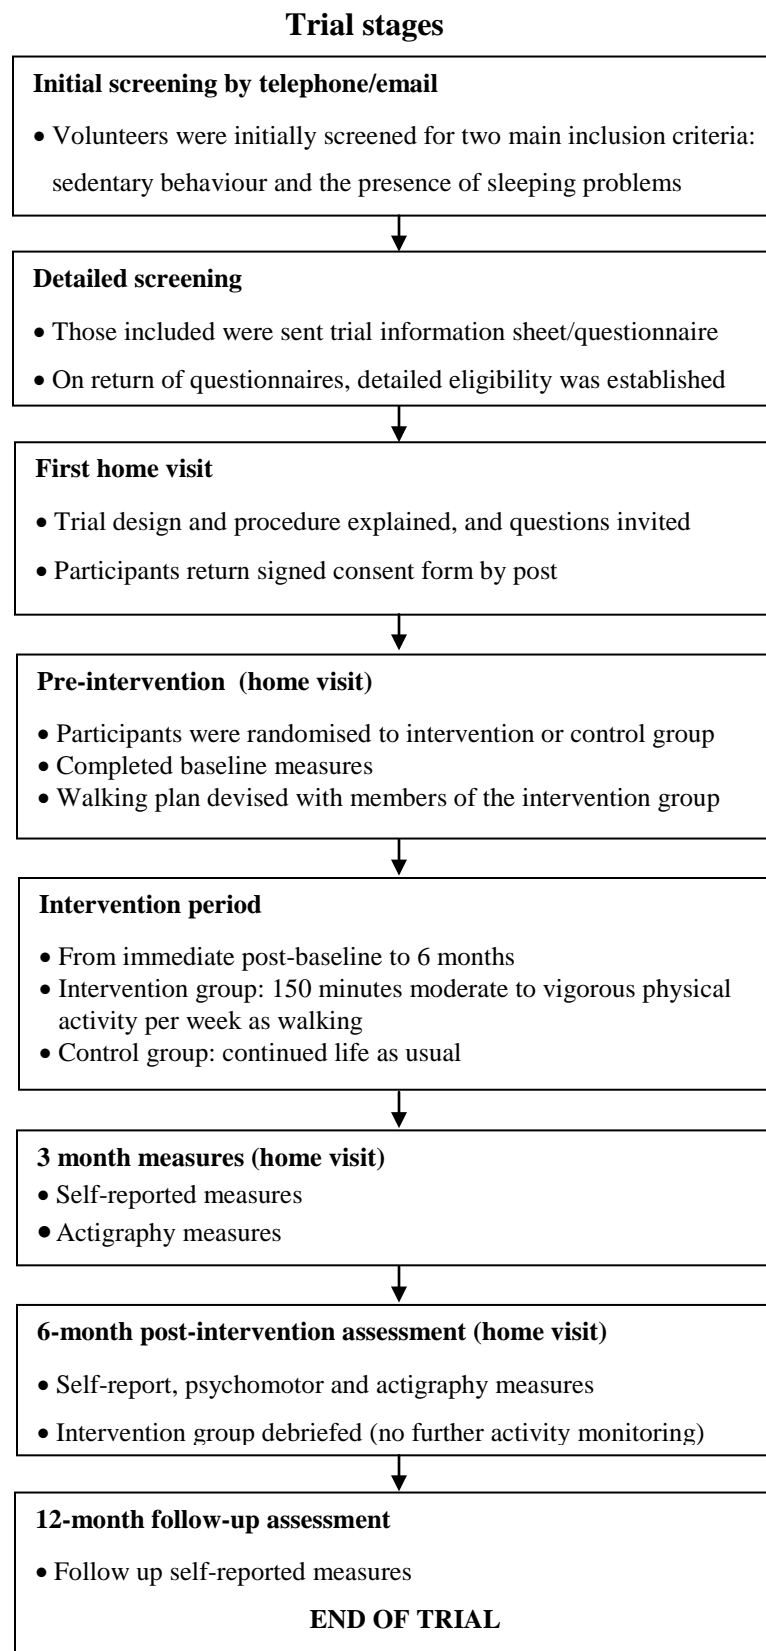 Trial stages
Initial screening by telephone/email
• Volunteers were initially screened for two main inclusion criteria:
sedentary behaviour and the presence of sleeping problems
Detailed screening
• Those included were sent trial information sheet/questionnaire
• On return of questionnaires, detailed eligibility was established
First home visit
• Trial design and procedure explained, and questions invited
• Participants return signed consent form by post
Pre-intervention (home visit)
• Participants were randomised to intervention or control group
• Completed baseline measures
• Walking plan devised with members of the intervention group
Intervention period
• From immediate post-baseline to 6 months
• Intervention group: 150 minutes moderate to vigorous physical
activity per week as walking
• Control group: continued life as usual
3 month measures (home visit)
• Self-reported measures
• Actigraphy measures
6-month post-intervention assessment (home visit)
• Self-report, psychomotor and actigraphy measures
• Intervention group debriefed (no further activity monitoring)
12-month follow-up assessment
• Follow up self-reported measures
END OF TRIAL